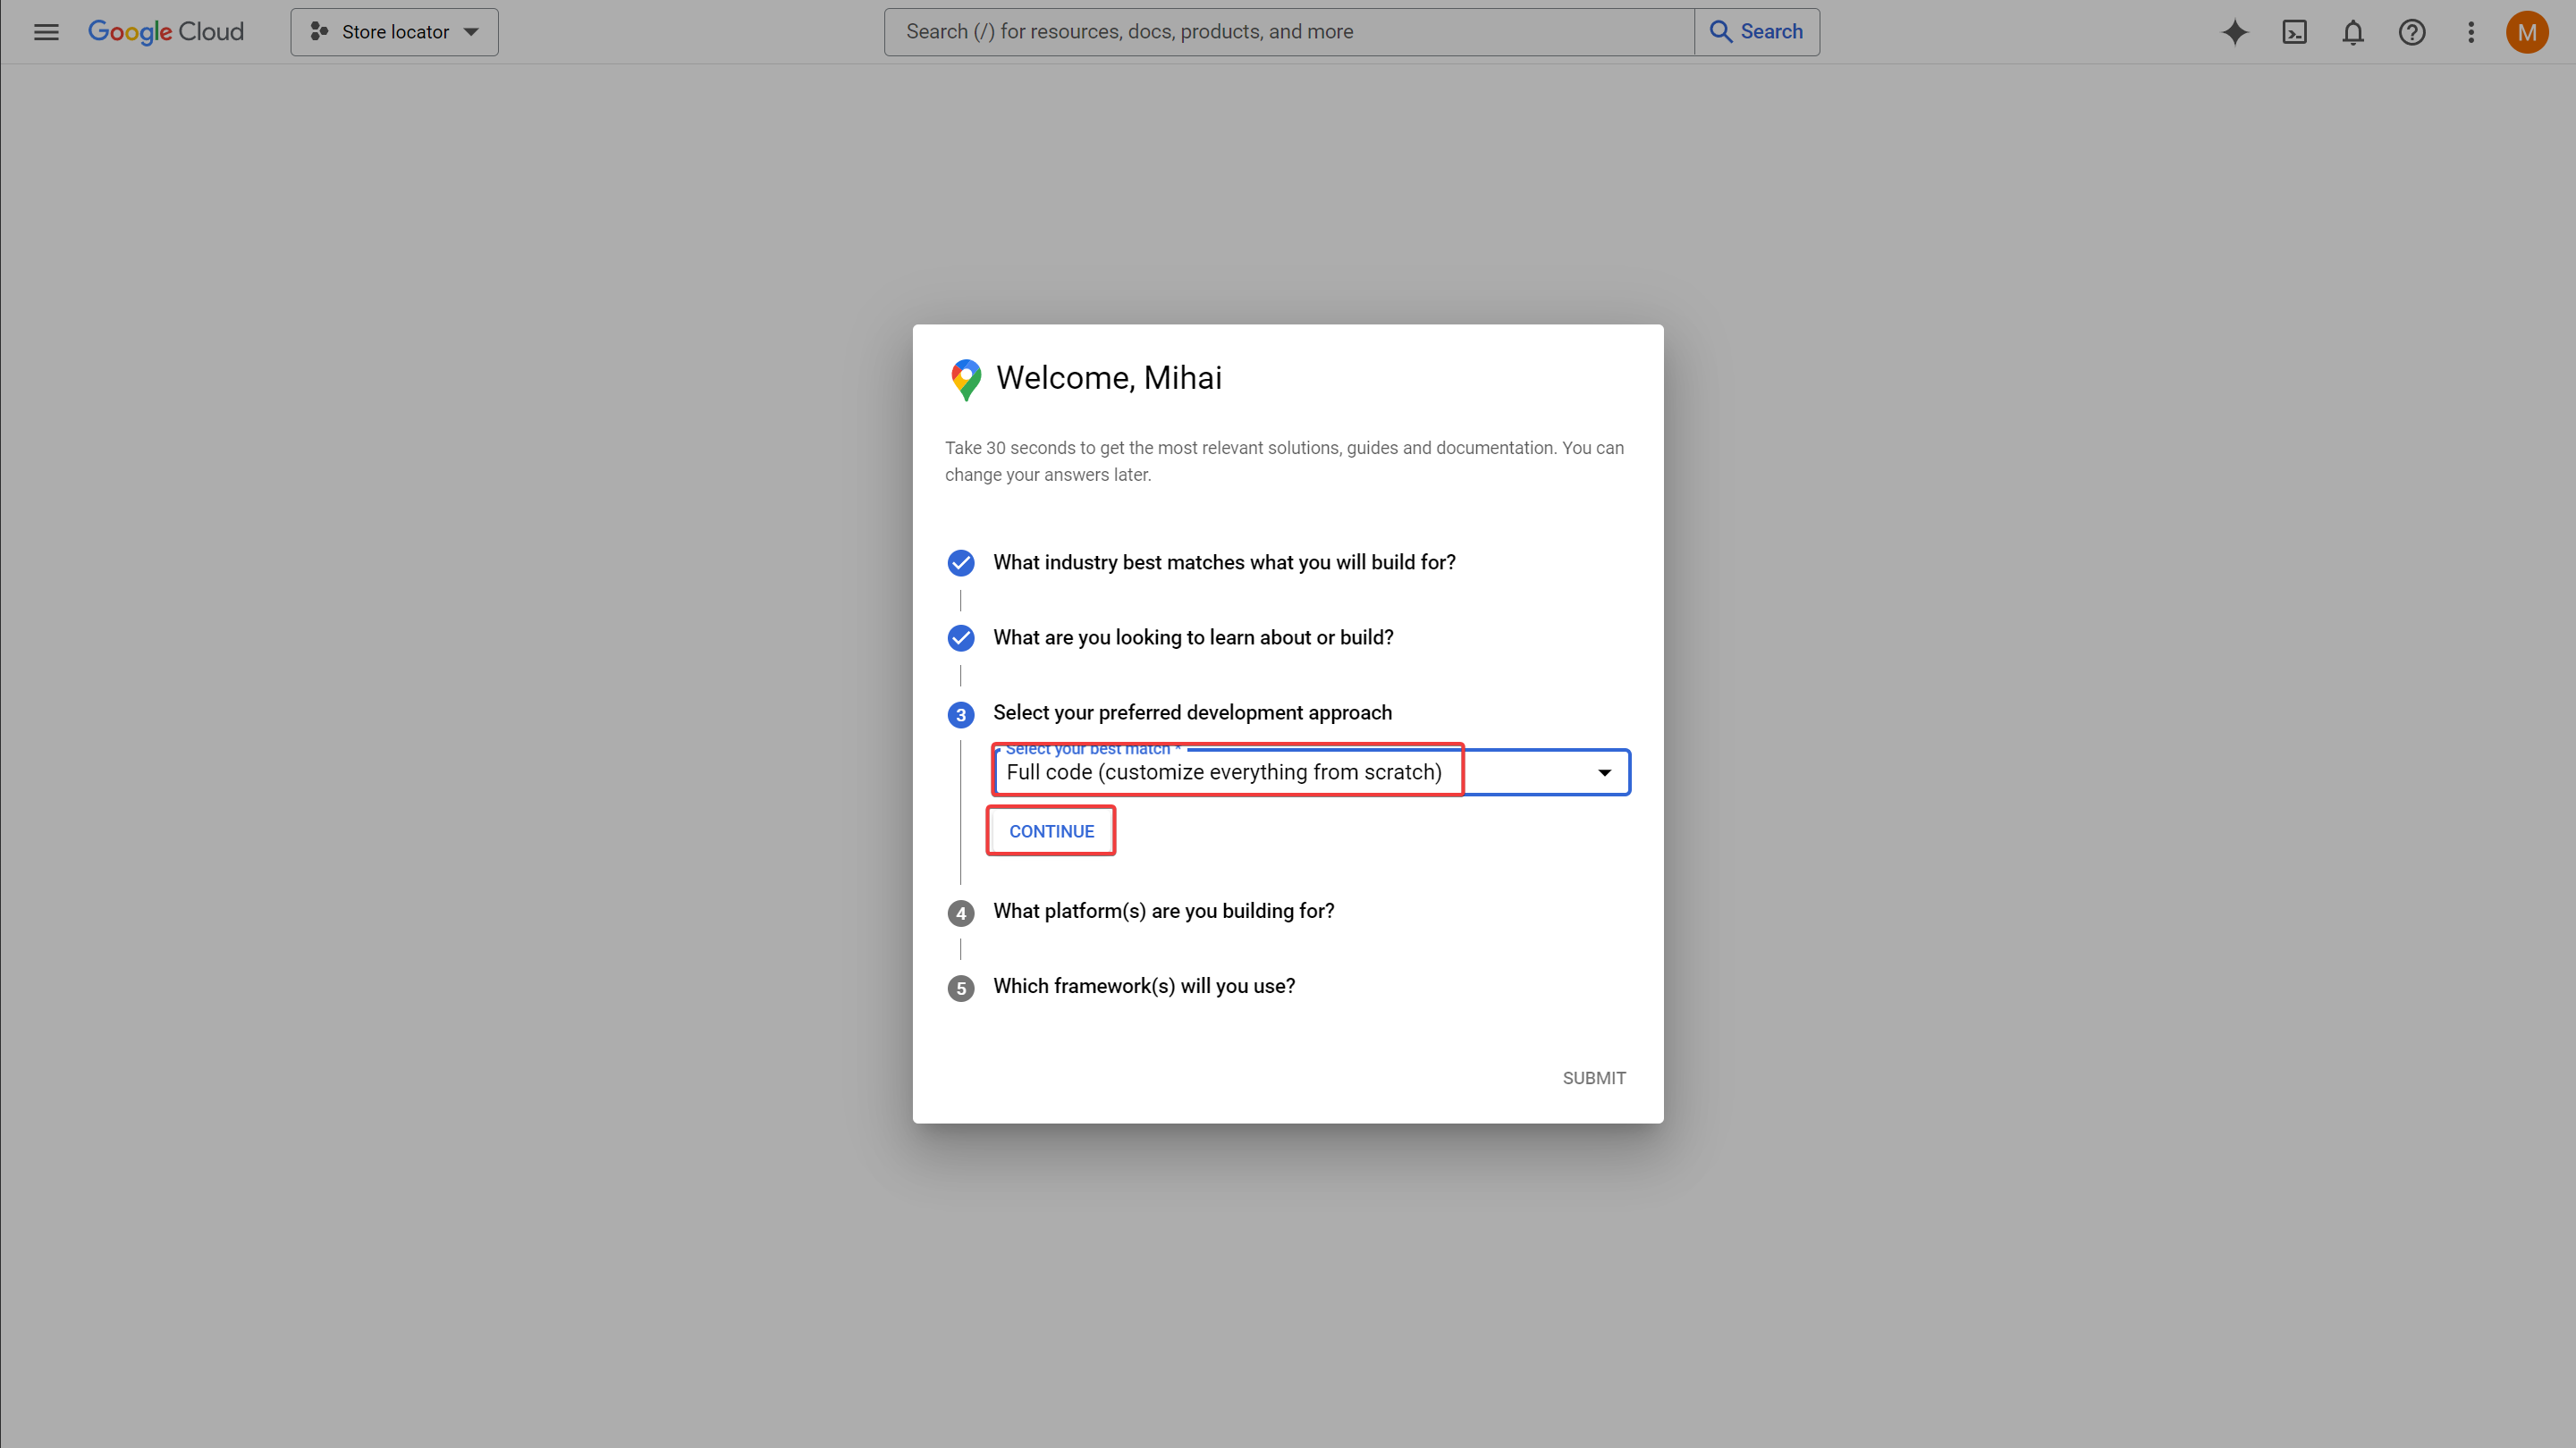 Google Cloud
Store locator
Search (/) for resources, docs, products, and more
Search
M
Welcome, Mihai
Take 30 seconds to get the most relevant solutions, guides and documentation. You can
change your answers later.
What industry best matches what you will build for?
What are you looking to learn about or build?
3 Select your preferred development approach
Select your best match *
Full code (customize everything from scratch)
CONTINUE
4 What platform(s) are you building for?
5 Which framework(s) will you use?
SUBMIT